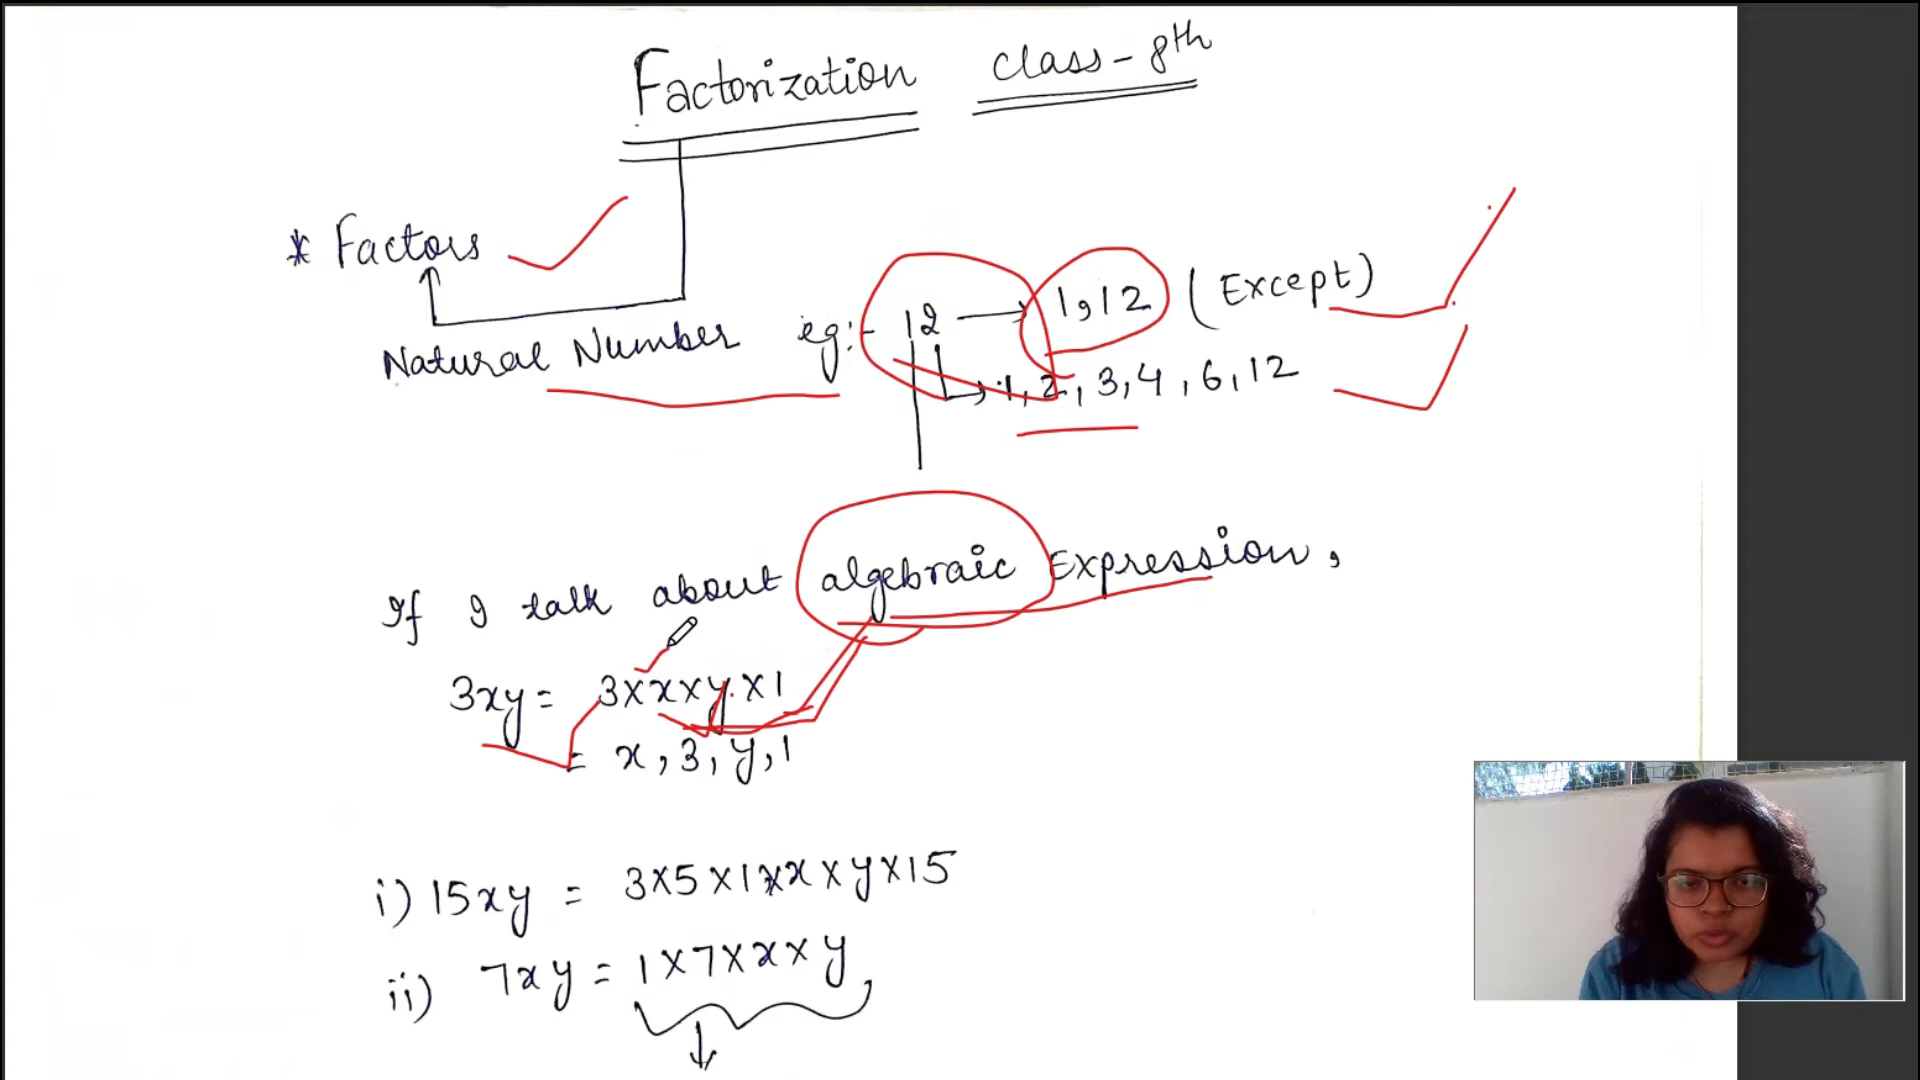 Factorization class - 8th
* Factors
Natural Number eg:- 12 → 1,12 (Except)
1, 2, 3, 4, 6, 12
If I talk about algebraic Expression,
3xy = 3×x×y×1
= x, 3, y, 1
i) 15xy = 3×5×1×x×y×15
ii) 7xy = 1×7×x×y